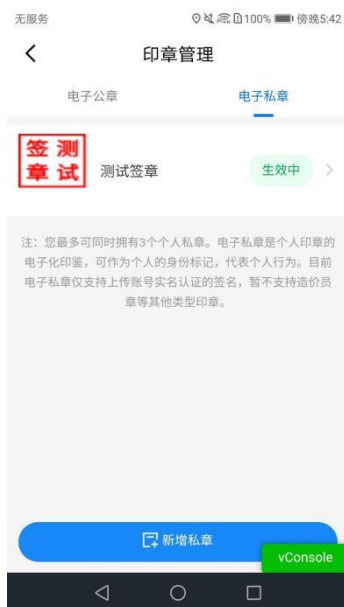 无服务
100% 傍晚5:42
印章管理
电子公章
电子私章
签测
章试
测试签章
生效中
注：您最多可同时拥有3个个人私章。电子私章是个人印章的
电子化印鉴，可作为个人的身份标记，代表个人行为。目前
电子私章仅支持上传账号实名认证的签名，暂不支持造价员
章等其他类型印章。
新增私章
vConsole